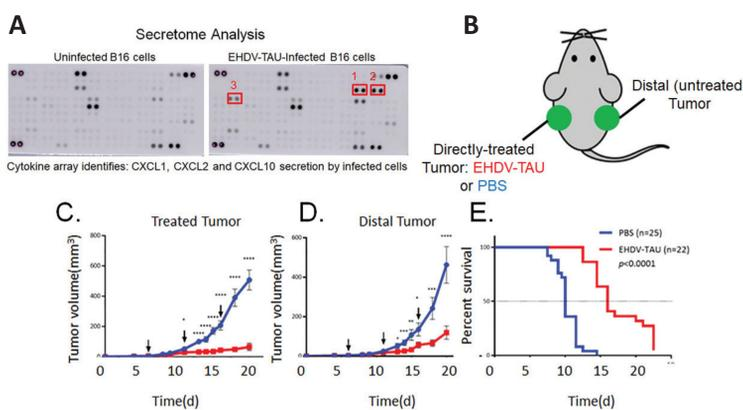 A
Secretome Analysis
Uninfected B16 cells
EHDV-TAU-Infected B16 cells
1
2
3
Cytokine array identifies: CXCL1, CXCL2 and CXCL10 secretion by infected cells
B
Distal (untreated
Tumor
Directly-treated
Tumor: EHDV-TAU
or PBS
C.
Treated Tumor
Tumor volume(mm³)
800
600
400
200
0
*
****
****
****
****
****
****
0 5 10 15 20
Time(d)
D.
Distal Tumor
Tumor volume(mm³)
600
400
200
0
*
***
**
*
***
****
0 5 10 15 20
Time(d)
E.
PBS (n=25)
EHDV-TAU (n=22)
p<0.0001
Percent survival
100
50
0
0 5 10 15 20 25
Time(d)